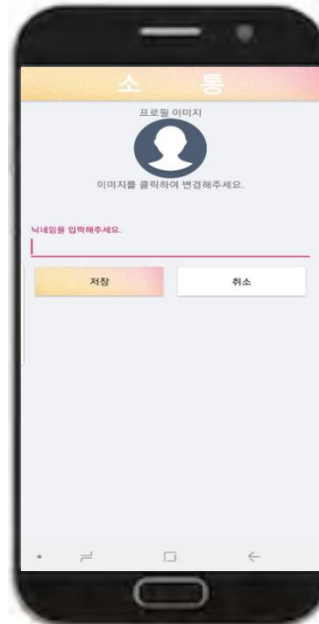 소 통
프로필 이미지
이미지를 클릭하여 변경해주세요.
닉네임을 입력해주세요.
저장 취소